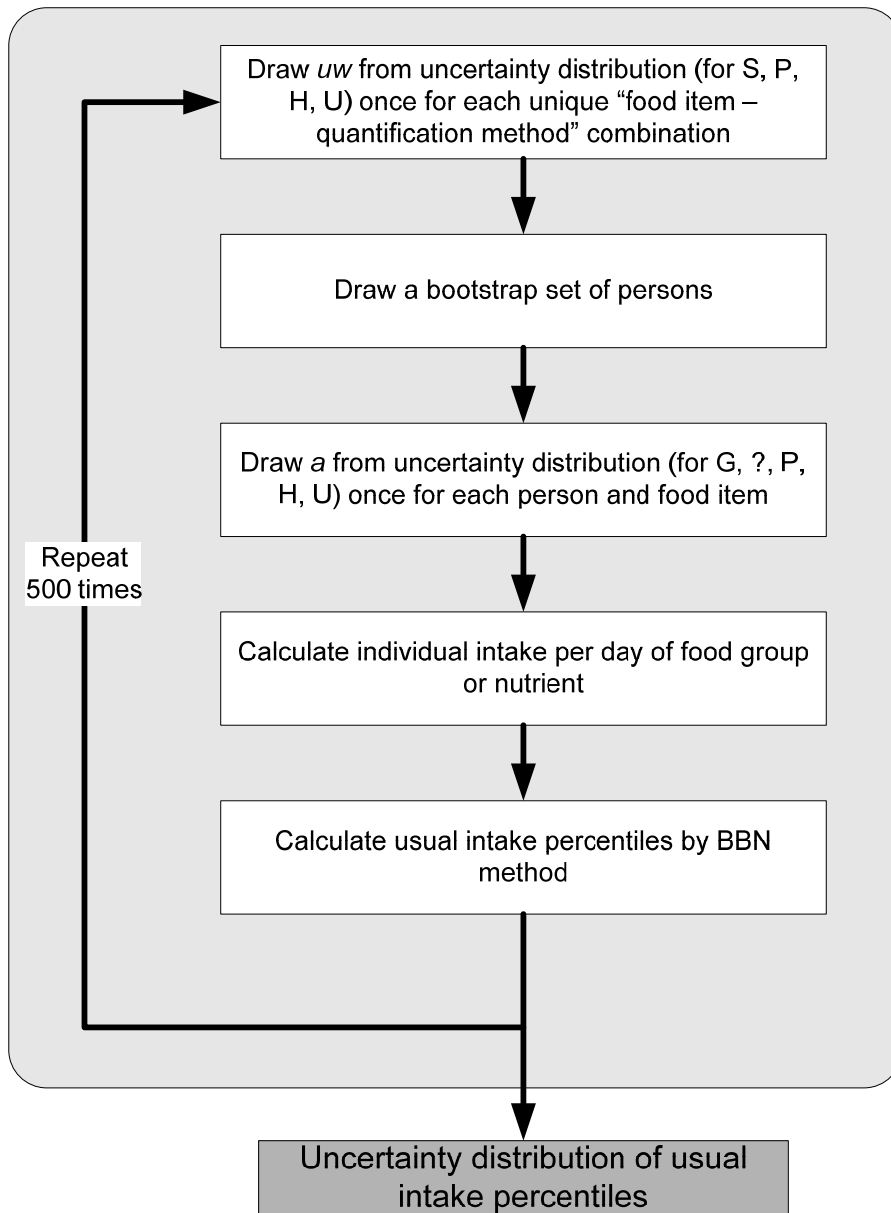 Draw uw from uncertainty distribution (for S, P,
H, U) once for each unique “food item –
quantification method” combination
Draw a bootstrap set of persons
Draw a from uncertainty distribution (for G, ?, P,
H, U) once for each person and food item
Repeat
500 times
Calculate individual intake per day of food group
or nutrient
Calculate usual intake percentiles by BBN
method
Uncertainty distribution of usual
intake percentiles